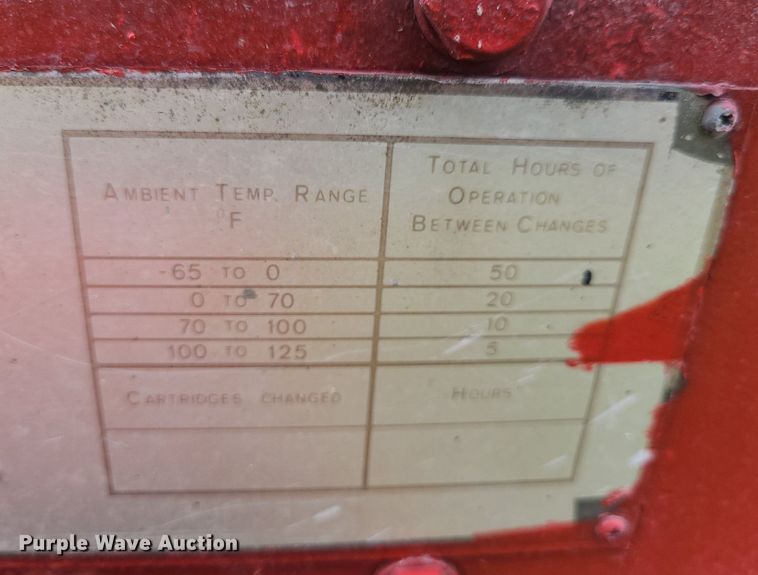 AMBIENT TEMP. RANGE
°F
TOTAL HOURS OF
OPERATION
BETWEEN CHANGES
-65 TO 0 50
0 TO 70 20
70 TO 100 10
100 TO 125 5
CARTRIDGES CHANGED HOURS
Purple Wave Auction